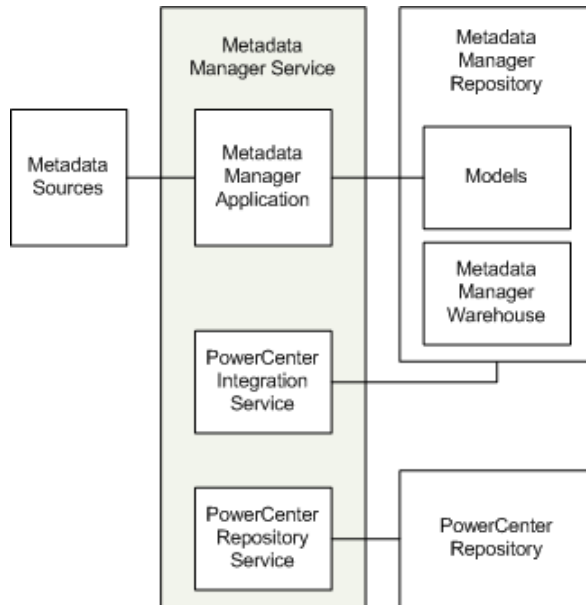 Metadata
Manager Service
Metadata
Manager
Repository
Metadata
Sources
Metadata
Manager
Application
Models
Metadata
Manager
Warehouse
PowerCenter
Integration
Service
PowerCenter
Repository
Service
PowerCenter
Repository